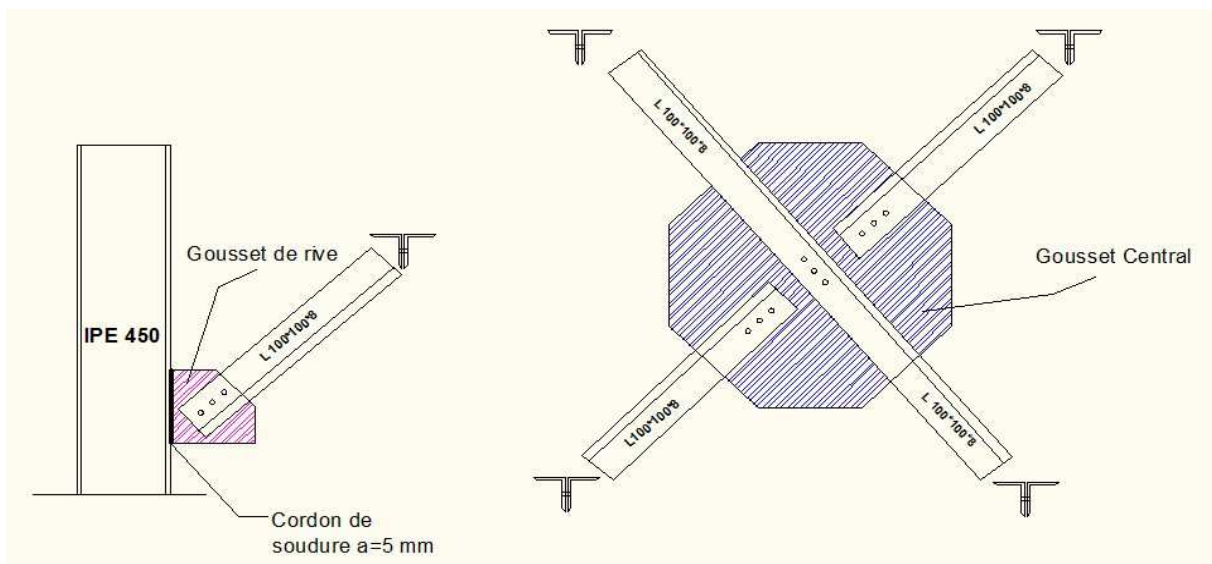 Gousset de rive
IPE 450
L 100*100*8
Cordon de
soudure a=5 mm
L 100*100*8
L 100*100*8
Gousset Central
L100*100*8
L 100*100*8